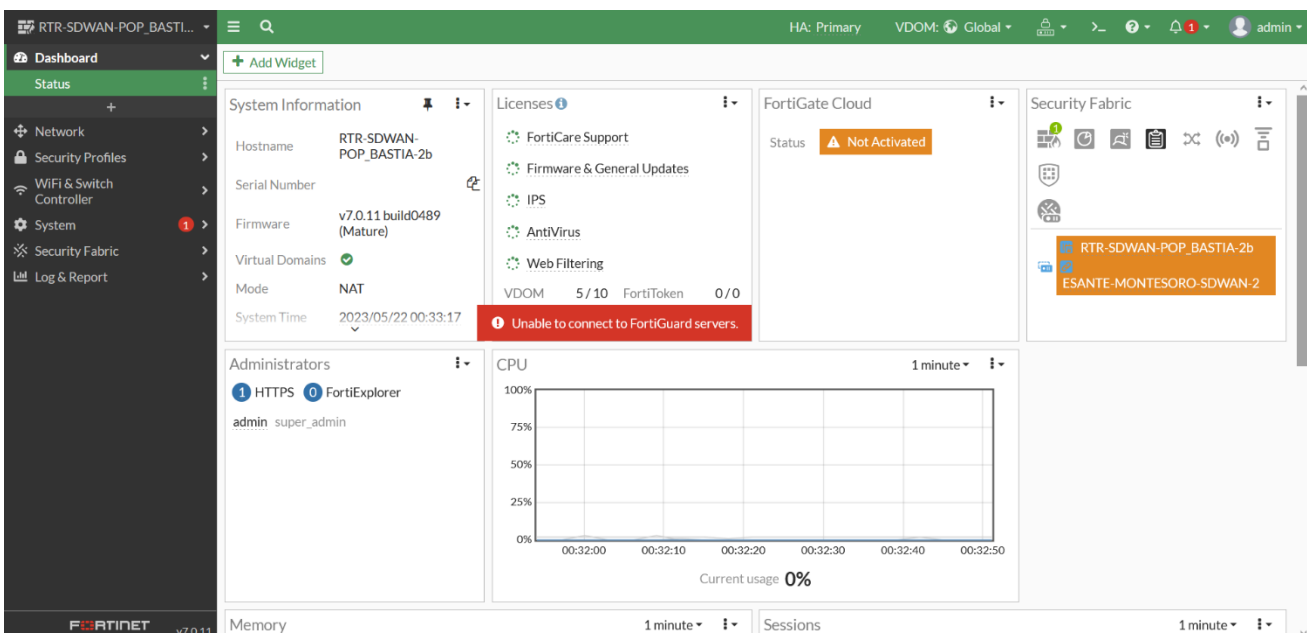 RTR-SDWAN-POP_BASTI...
HA: Primary
VDOM: Global
>_
1
admin
Dashboard
Status
+
Network
Security Profiles
WiFi & Switch
Controller
System
1
Security Fabric
Log & Report
FORTINET
v7.0.11
+ Add Widget
System Information
Hostname
RTR-SDWAN-
POP_BASTIA-2b
Serial Number
Firmware
v7.0.11 build0489
(Mature)
Virtual Domains
Mode
NAT
System Time
2023/05/22 00:33:17
Licenses
FortiCare Support
Firmware & General Updates
IPS
AntiVirus
Web Filtering
VDOM 5 / 10 FortiToken 0 / 0
Unable to connect to FortiGuard servers.
FortiGate Cloud
Status
Not Activated
Security Fabric
1
RTR-SDWAN-POP_BASTIA-2b
ESANTE-MONTESORO-SDWAN-2
Administrators
1 HTTPS 0 FortiExplorer
admin super_admin
CPU
1 minute
100%
75%
50%
25%
0%
00:32:00 00:32:10 00:32:20 00:32:30 00:32:40 00:32:50
Current usage 0%
Memory
1 minute
Sessions
1 minute